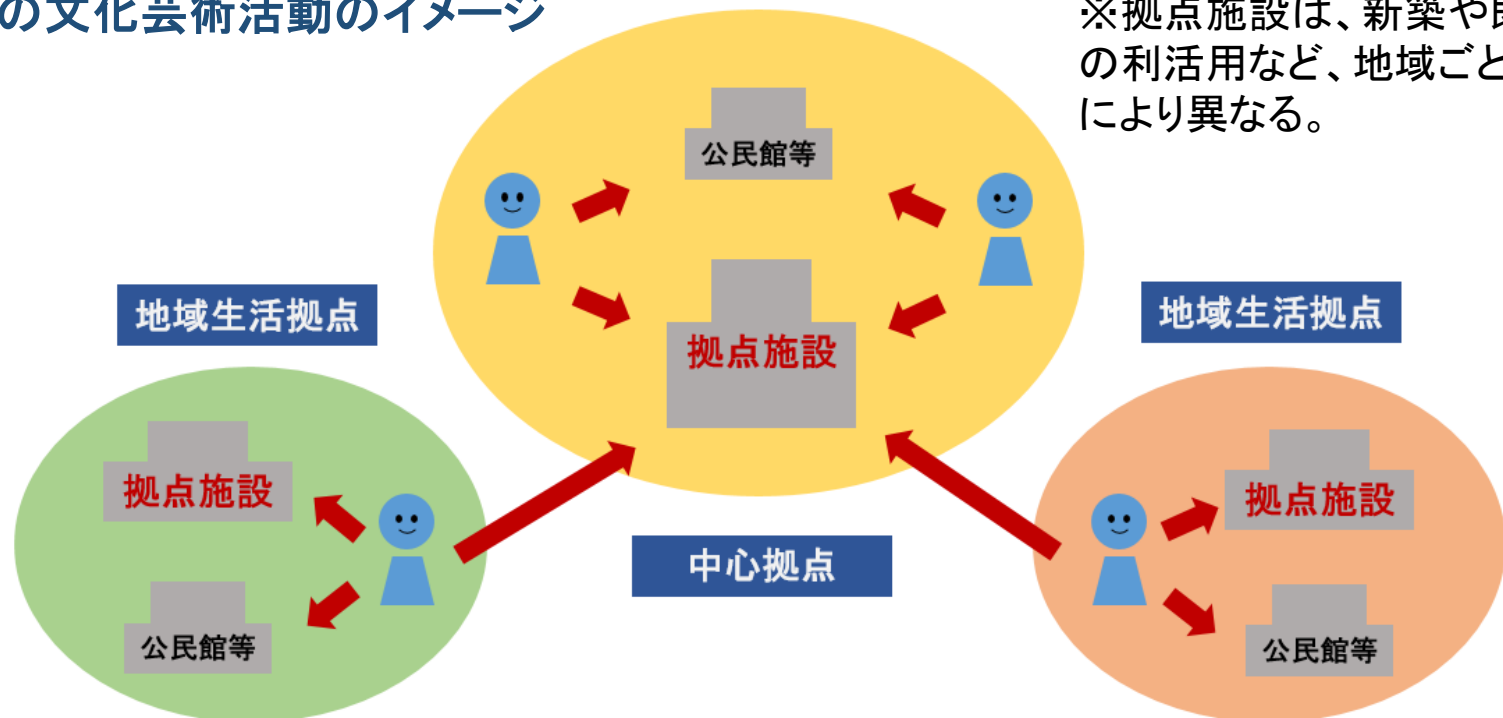 の文化芸術活動のイメージ
※拠点施設は、新築や
の利活用など、地域ごと
により異なる。
公民館等
拠点施設
地域生活拠点
地域生活拠点
拠点施設
公民館等
中心拠点
拠点施設
公民館等